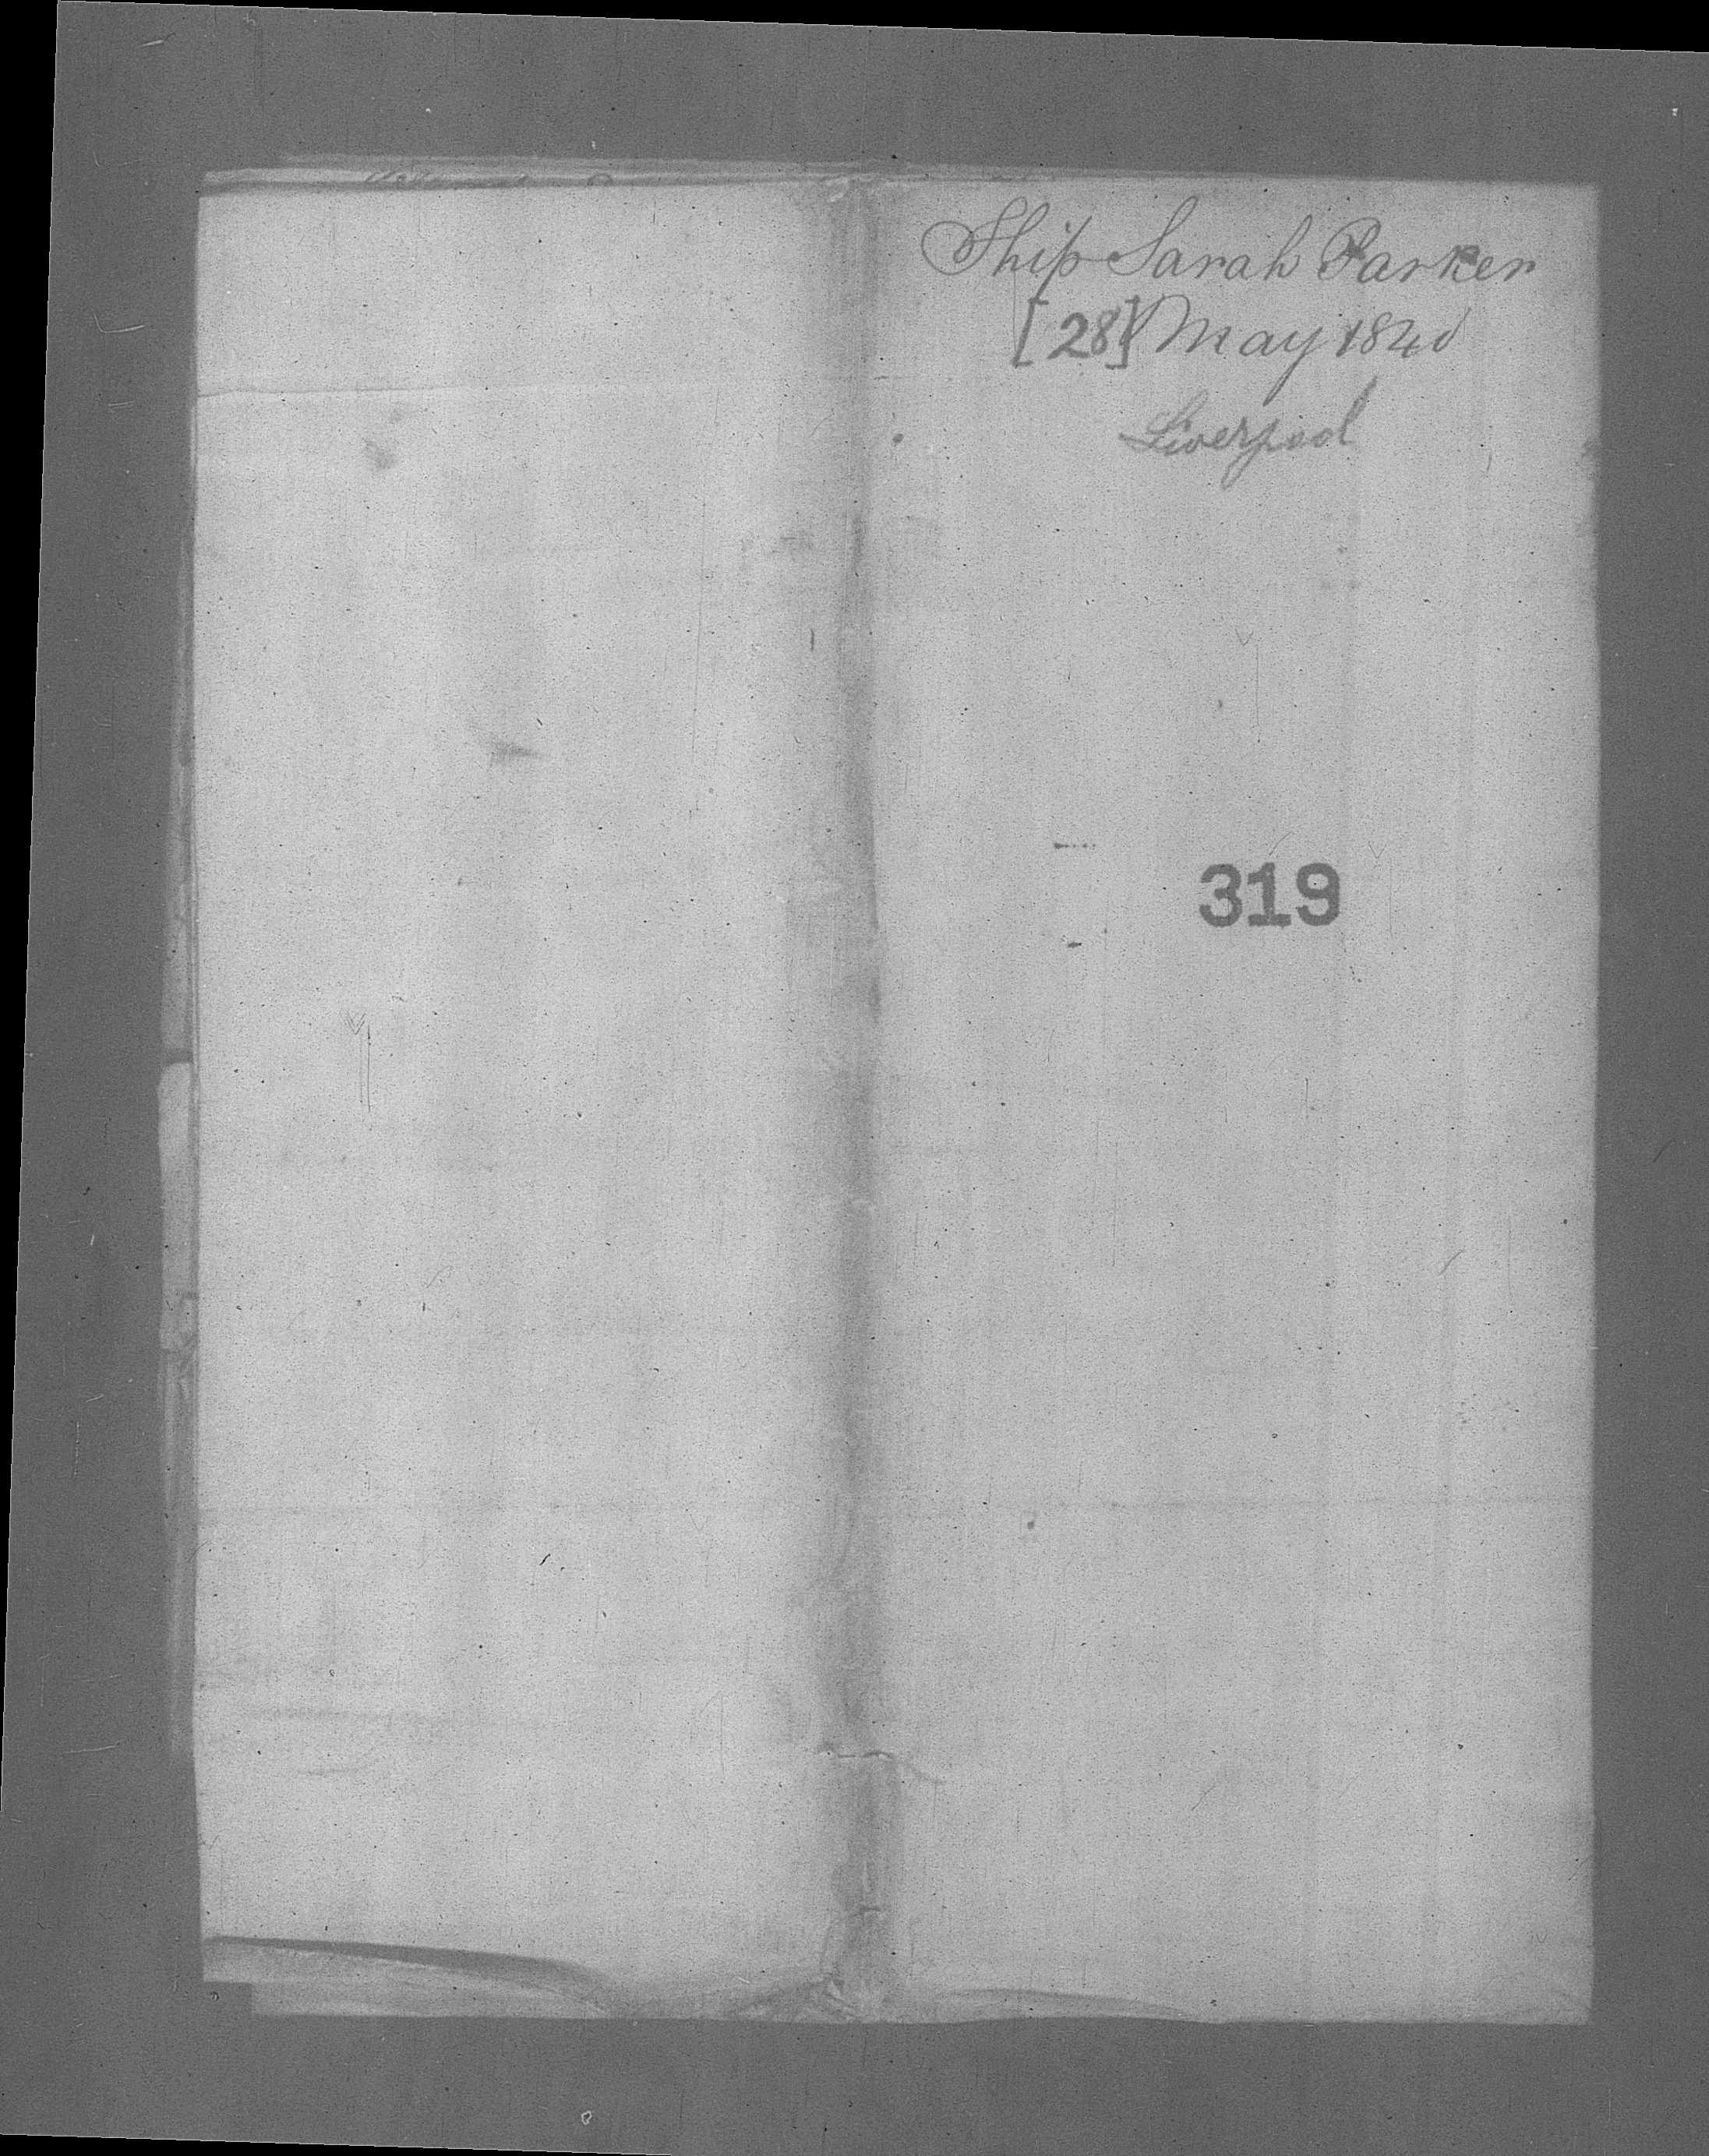 Ship Sarah Parker
[28] May 1840
Liverpool
319